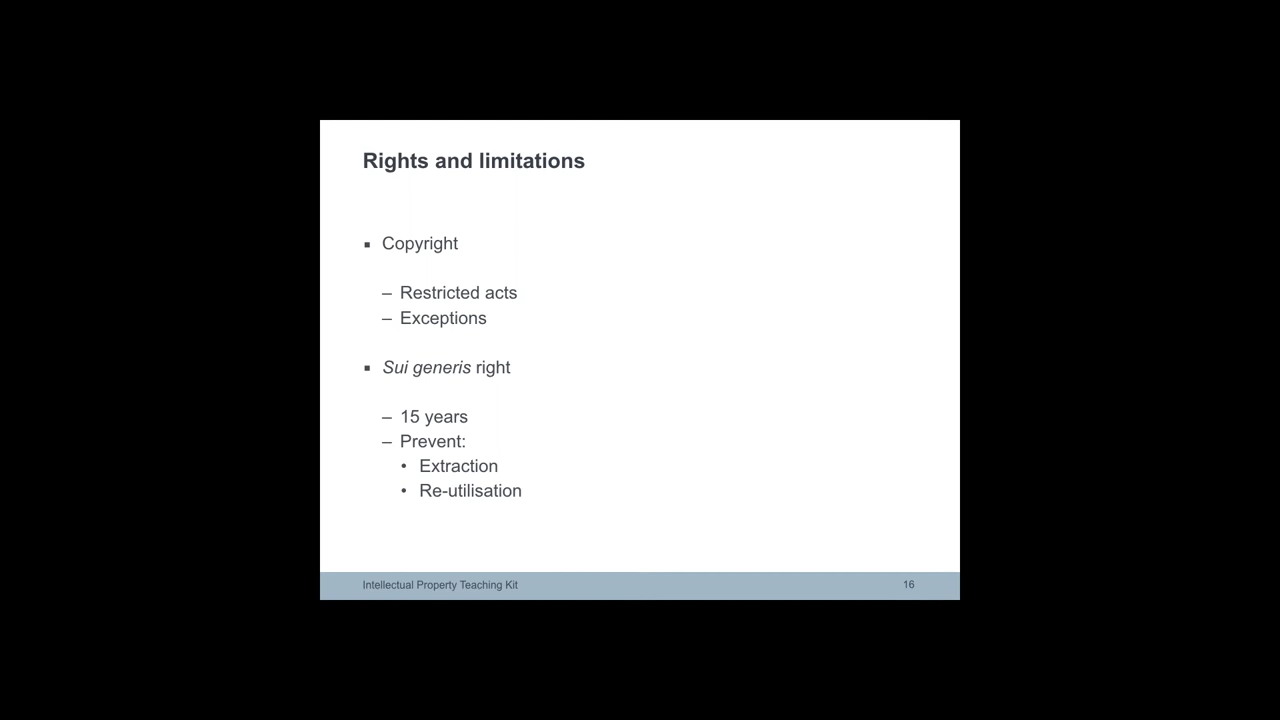 Rights and limitations
▪ Copyright
– Restricted acts
– Exceptions
▪ Sui generis right
– 15 years
– Prevent:
• Extraction
• Re-utilisation
Intellectual Property Teaching Kit 16